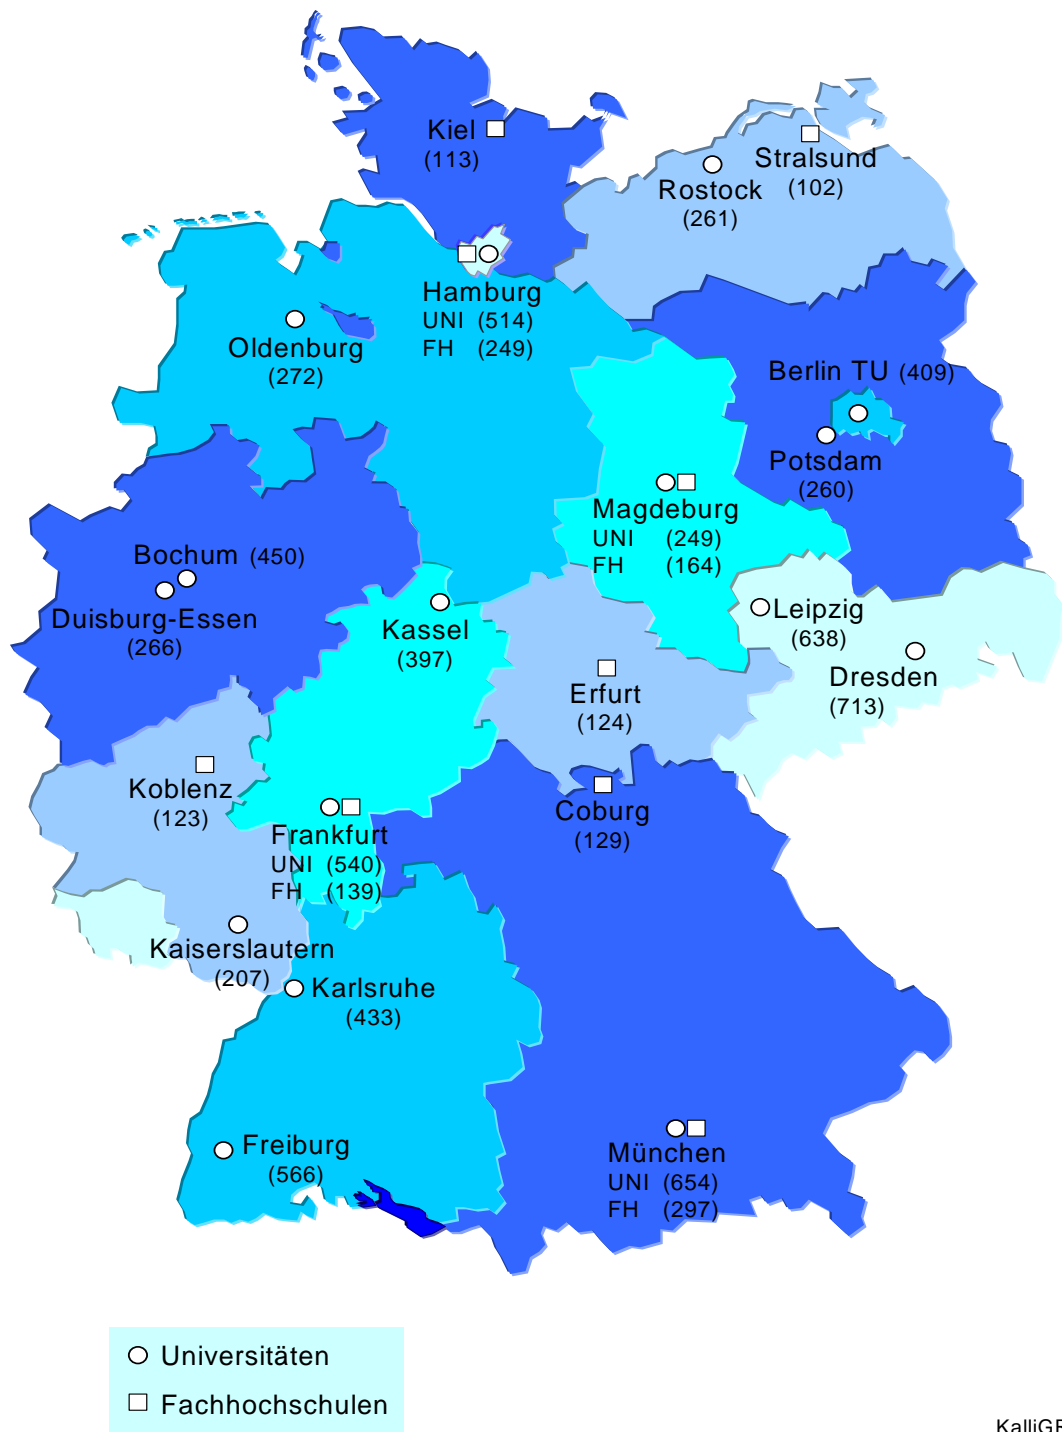 Kiel
(113)
Stralsund
(102)
Rostock
(261)
Hamburg
UNI (514)
FH (249)
Oldenburg
(272)
Berlin TU (409)
Potsdam
(260)
Magdeburg
UNI (249)
FH (164)
Bochum (450)
Duisburg-Essen
(266)
Kassel
(397)
Leipzig
(638)
Dresden
(713)
Erfurt
(124)
Koblenz
(123)
Coburg
(129)
Frankfurt
UNI (540)
FH (139)
Kaiserslautern
(207)
Karlsruhe
(433)
Freiburg
(566)
München
UNI (654)
FH (297)
Universitäten
Fachhochschulen